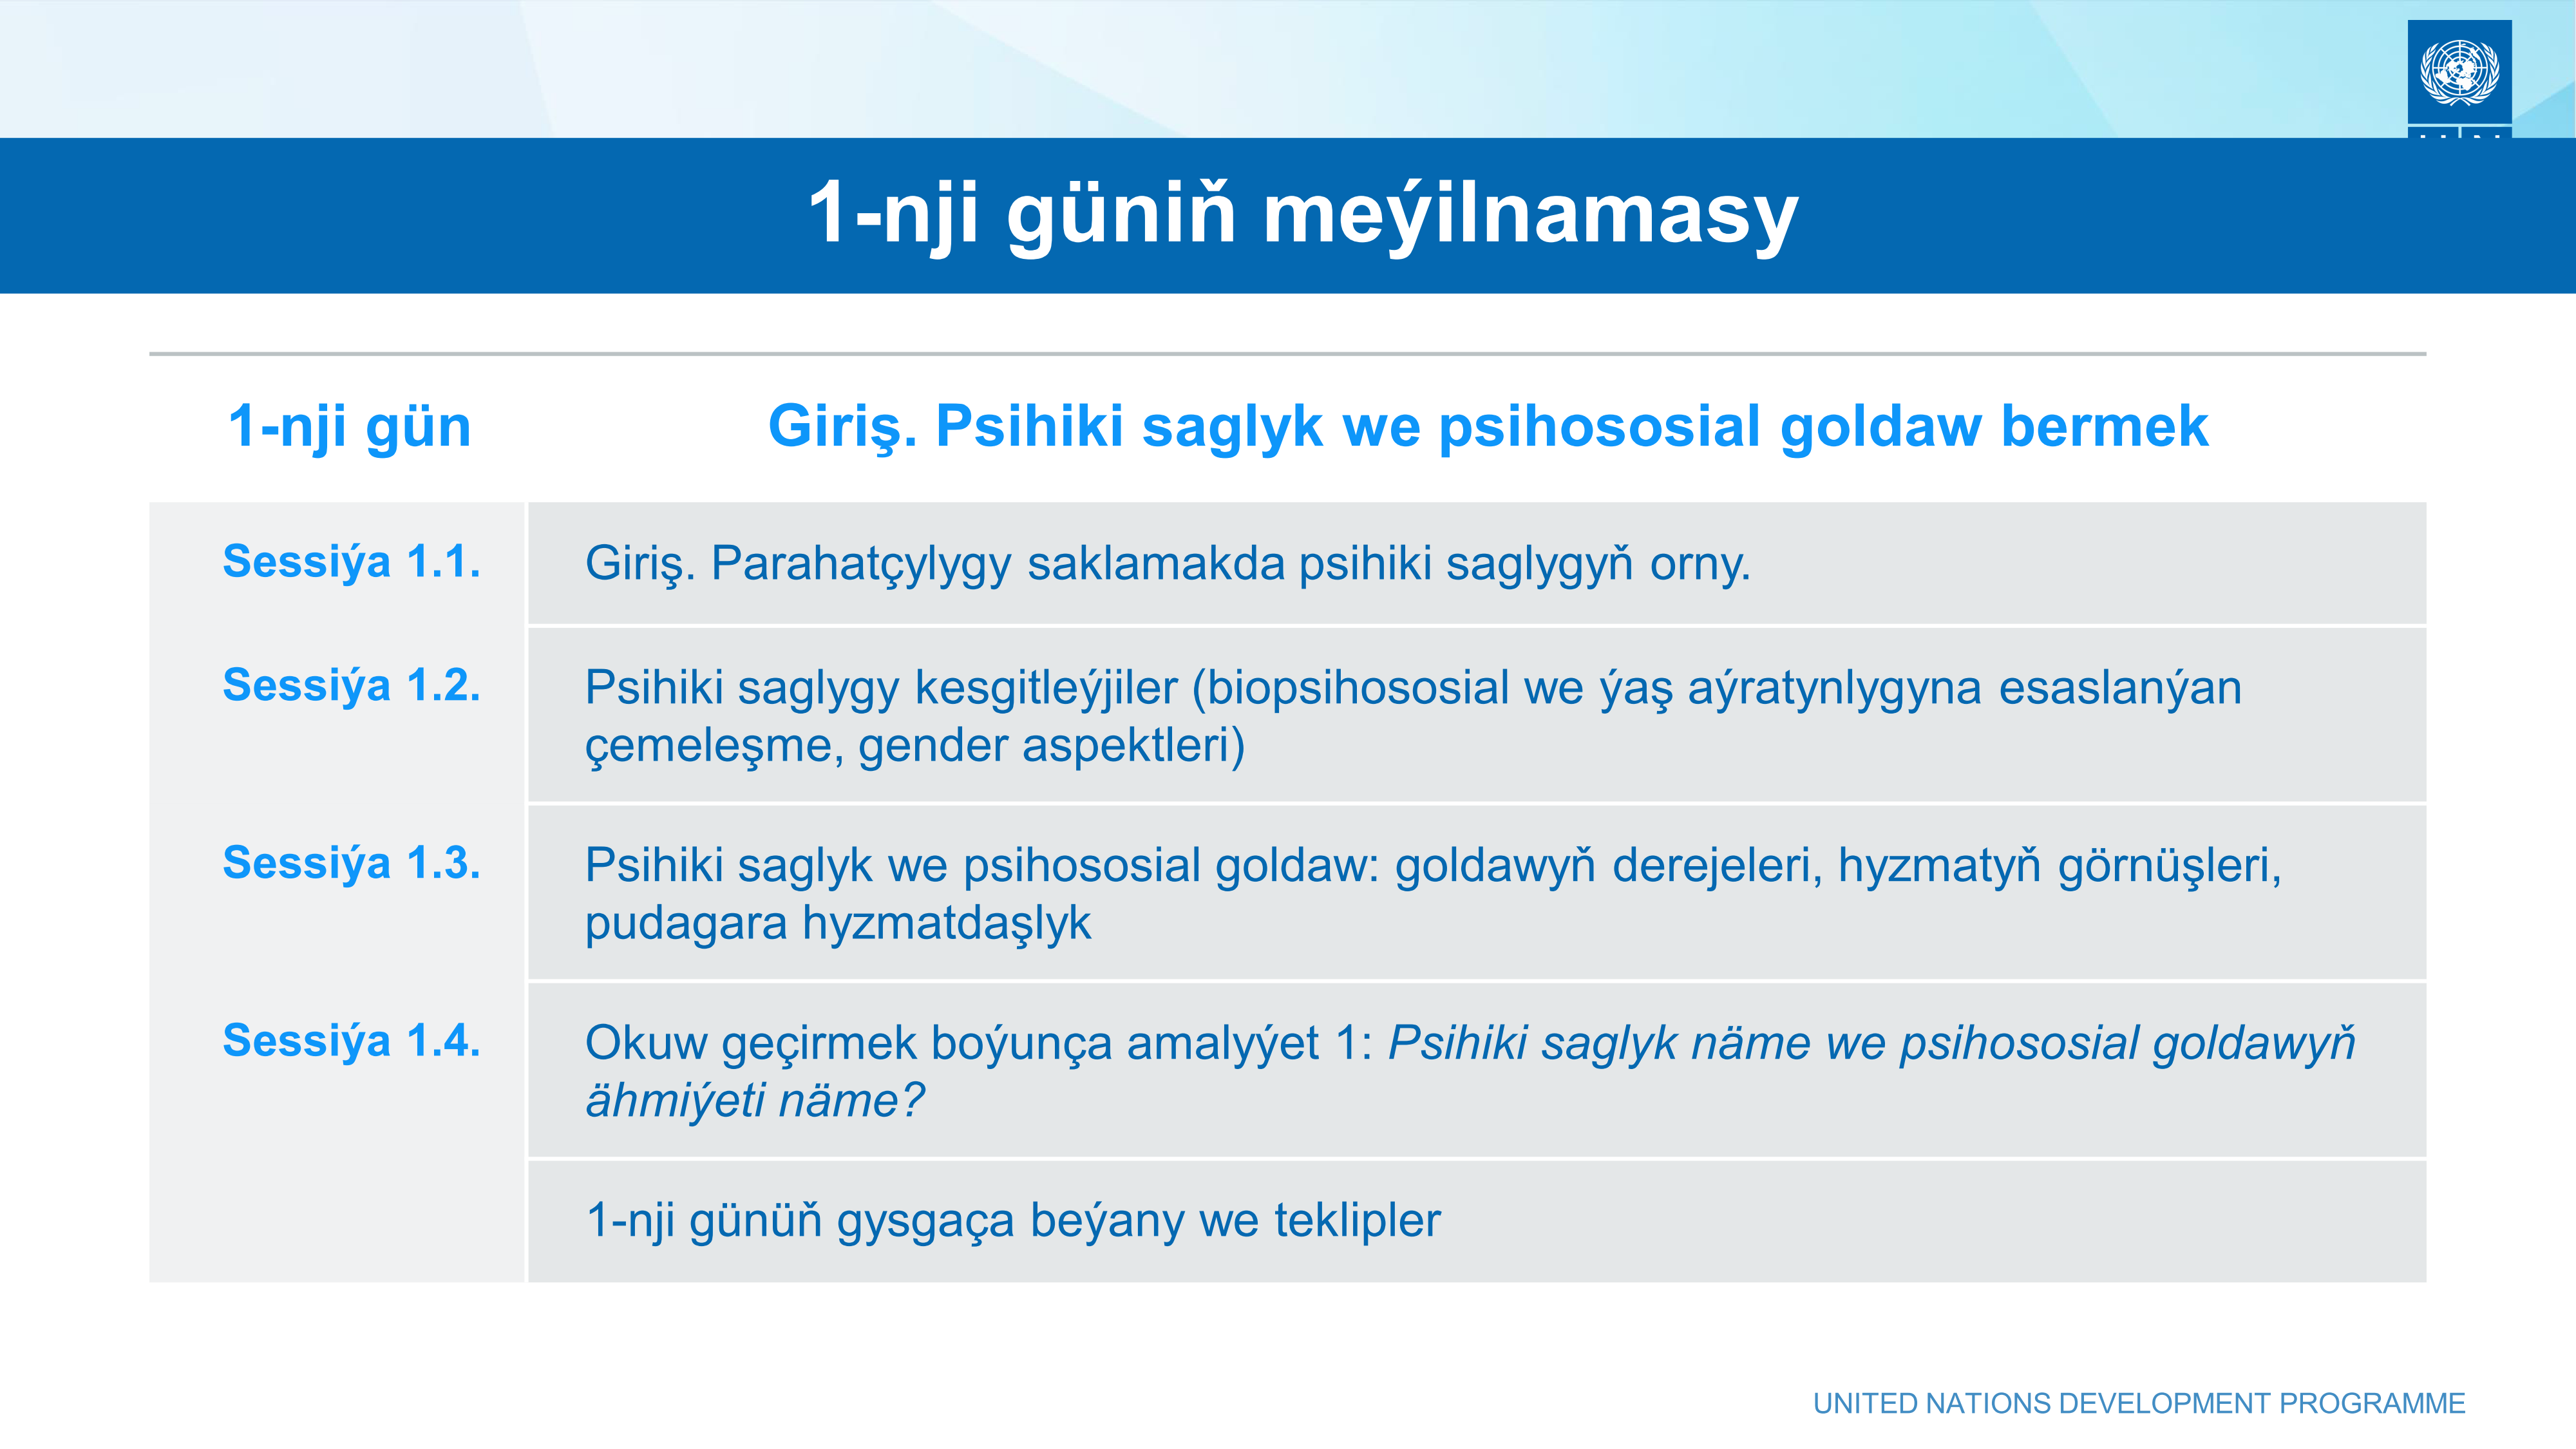 1-nji güniň meýilnamasy
1-nji gün
Giriş. Psihiki saglyk we psihososial goldaw bermek
Sessiýa 1.1.
Giriş. Parahatçylygy saklamakda psihiki saglygyň orny.
Sessiýa 1.2.
Psihiki saglygy kesgitleýjiler (biopsihososial we ýaş aýratynlygyna esaslanýan
çemeleşme, gender aspektleri)
Sessiýa 1.3.
Psihiki saglyk we psihososial goldaw: goldawyň derejeleri, hyzmatyň görnüşleri,
pudagara hyzmatdaşlyk
Sessiýa 1.4.
Okuw geçirmek boýunça amalyýet 1: Psihiki saglyk näme we psihososial goldawyň
ähmiýeti näme?
1-nji günüň gysgaça beýany we teklipler
UNITED NATIONS DEVELOPMENT PROGRAMME